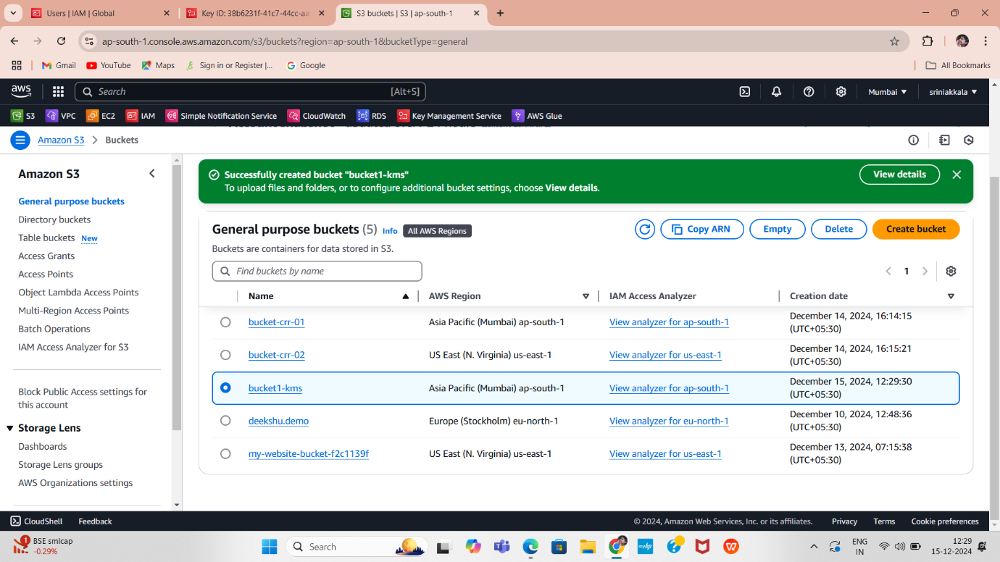 Users | IAM | Global
Key ID: 38b6231f-41c7-44cc-aa
S3 buckets | S3 | ap-south-1
ap-south-1.console.aws.amazon.com/s3/buckets?region=ap-south-1&bucketType=general
Gmail YouTube Maps Sign in or Register |... Google All Bookmarks
aws Search [Alt+S] Mumbai sriniakkala
S3 VPC EC2 IAM Simple Notification Service CloudWatch RDS Key Management Service AWS Glue
Amazon S3 > Buckets
Amazon S3
General purpose buckets
Directory buckets
Table buckets New
Access Grants
Access Points
Object Lambda Access Points
Multi-Region Access Points
Batch Operations
IAM Access Analyzer for S3
Block Public Access settings for
this account
Storage Lens
Dashboards
Storage Lens groups
AWS Organizations settings
Successfully created bucket "bucket1-kms"
To upload files and folders, or to configure additional bucket settings, choose View details.
View details
General purpose buckets (5) Info All AWS Regions
Copy ARN Empty Delete Create bucket
Buckets are containers for data stored in S3.
Find buckets by name
1
Name AWS Region IAM Access Analyzer Creation date
bucket-crr-01 Asia Pacific (Mumbai) ap-south-1 View analyzer for ap-south-1 December 14, 2024, 16:14:15
(UTC+05:30)
bucket-crr-02 US East (N. Virginia) us-east-1 View analyzer for us-east-1 December 14, 2024, 16:15:21
(UTC+05:30)
bucket1-kms Asia Pacific (Mumbai) ap-south-1 View analyzer for ap-south-1 December 15, 2024, 12:29:30
(UTC+05:30)
deekshu.demo Europe (Stockholm) eu-north-1 View analyzer for eu-north-1 December 10, 2024, 12:48:36
(UTC+05:30)
my-website-bucket-f2c1139f US East (N. Virginia) us-east-1 View analyzer for us-east-1 December 13, 2024, 07:15:38
(UTC+05:30)
CloudShell Feedback © 2024, Amazon Web Services, Inc. or its affiliates. Privacy Terms Cookie preferences
1 BSE smlcap
-0.29%
Search
myhp
ENG
IN
12:29
15-12-2024